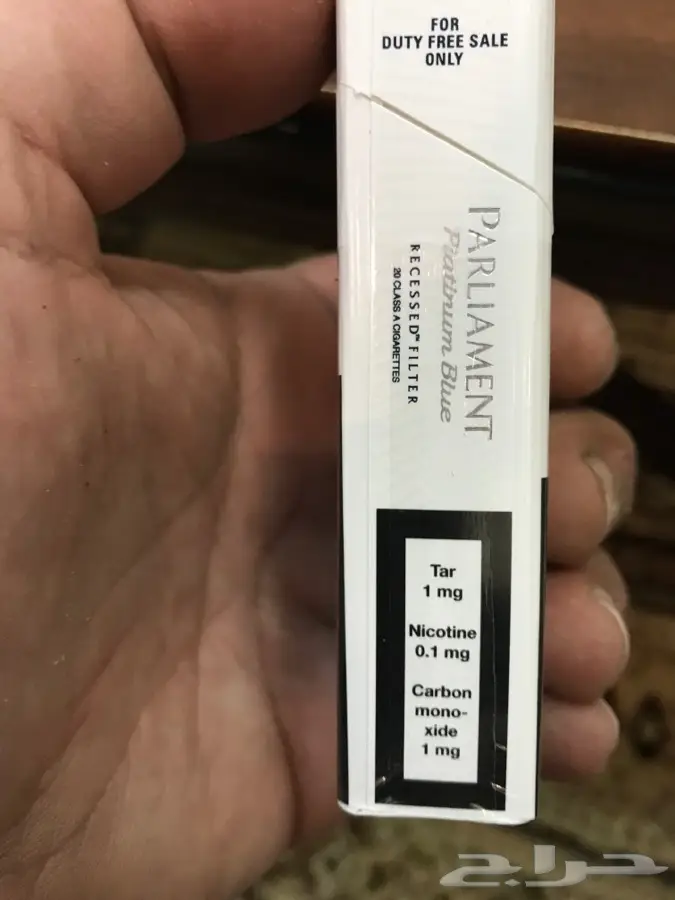 FOR
DUTY FREE SALE
ONLY
PARLIAMENT
Platinum Blue
RECESSED™ FILTER
20 CLASS A CIGARETTES
Tar
1 mg
Nicotine
0.1 mg
Carbon
mono-
xide
1 mg
حراج